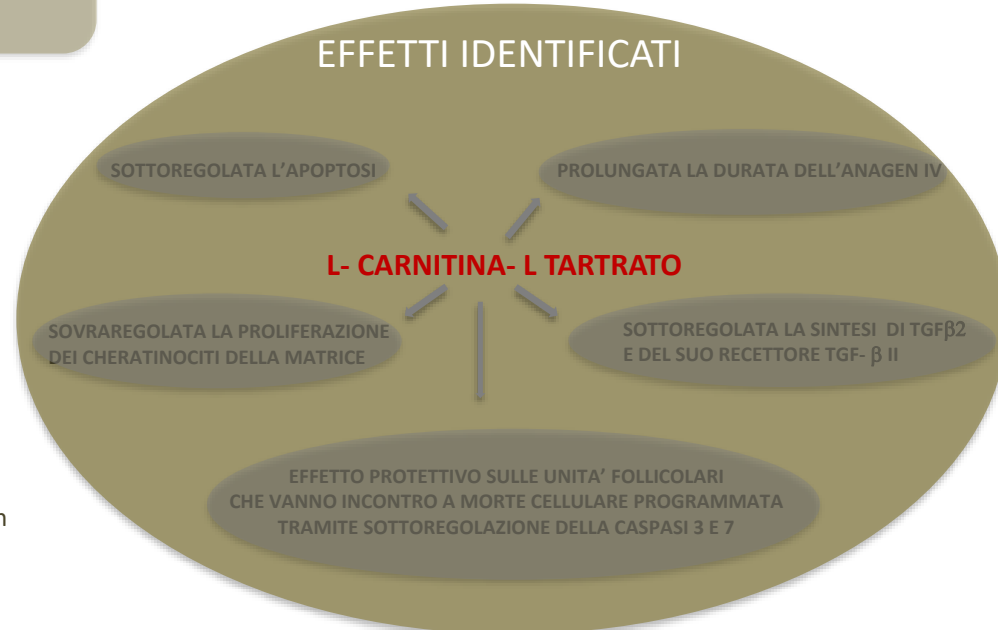 EFFETTI IDENTIFICATI
SOTTOREGOLATA L'APOPTOSI
PROLUNGATA LA DURATA DELL'ANAGEN IV
L- CARNITINA- L TARTRATO
SOVRAREGOLATA LA PROLIFERAZIONE
DEI CHERATINOCITI DELLA MATRICE
SOTTOREGOLATA LA SINTESI DI TGFβ2
E DEL SUO RECETTORE TGF- β II
EFFETTO PROTETTIVO SULLE UNITA' FOLLICOLARI
CHE VANNO INCONTRO A MORTE CELLULARE PROGRAMMATA
TRAMITE SOTTOREGOLAZIONE DELLA CASPASI 3 E 7